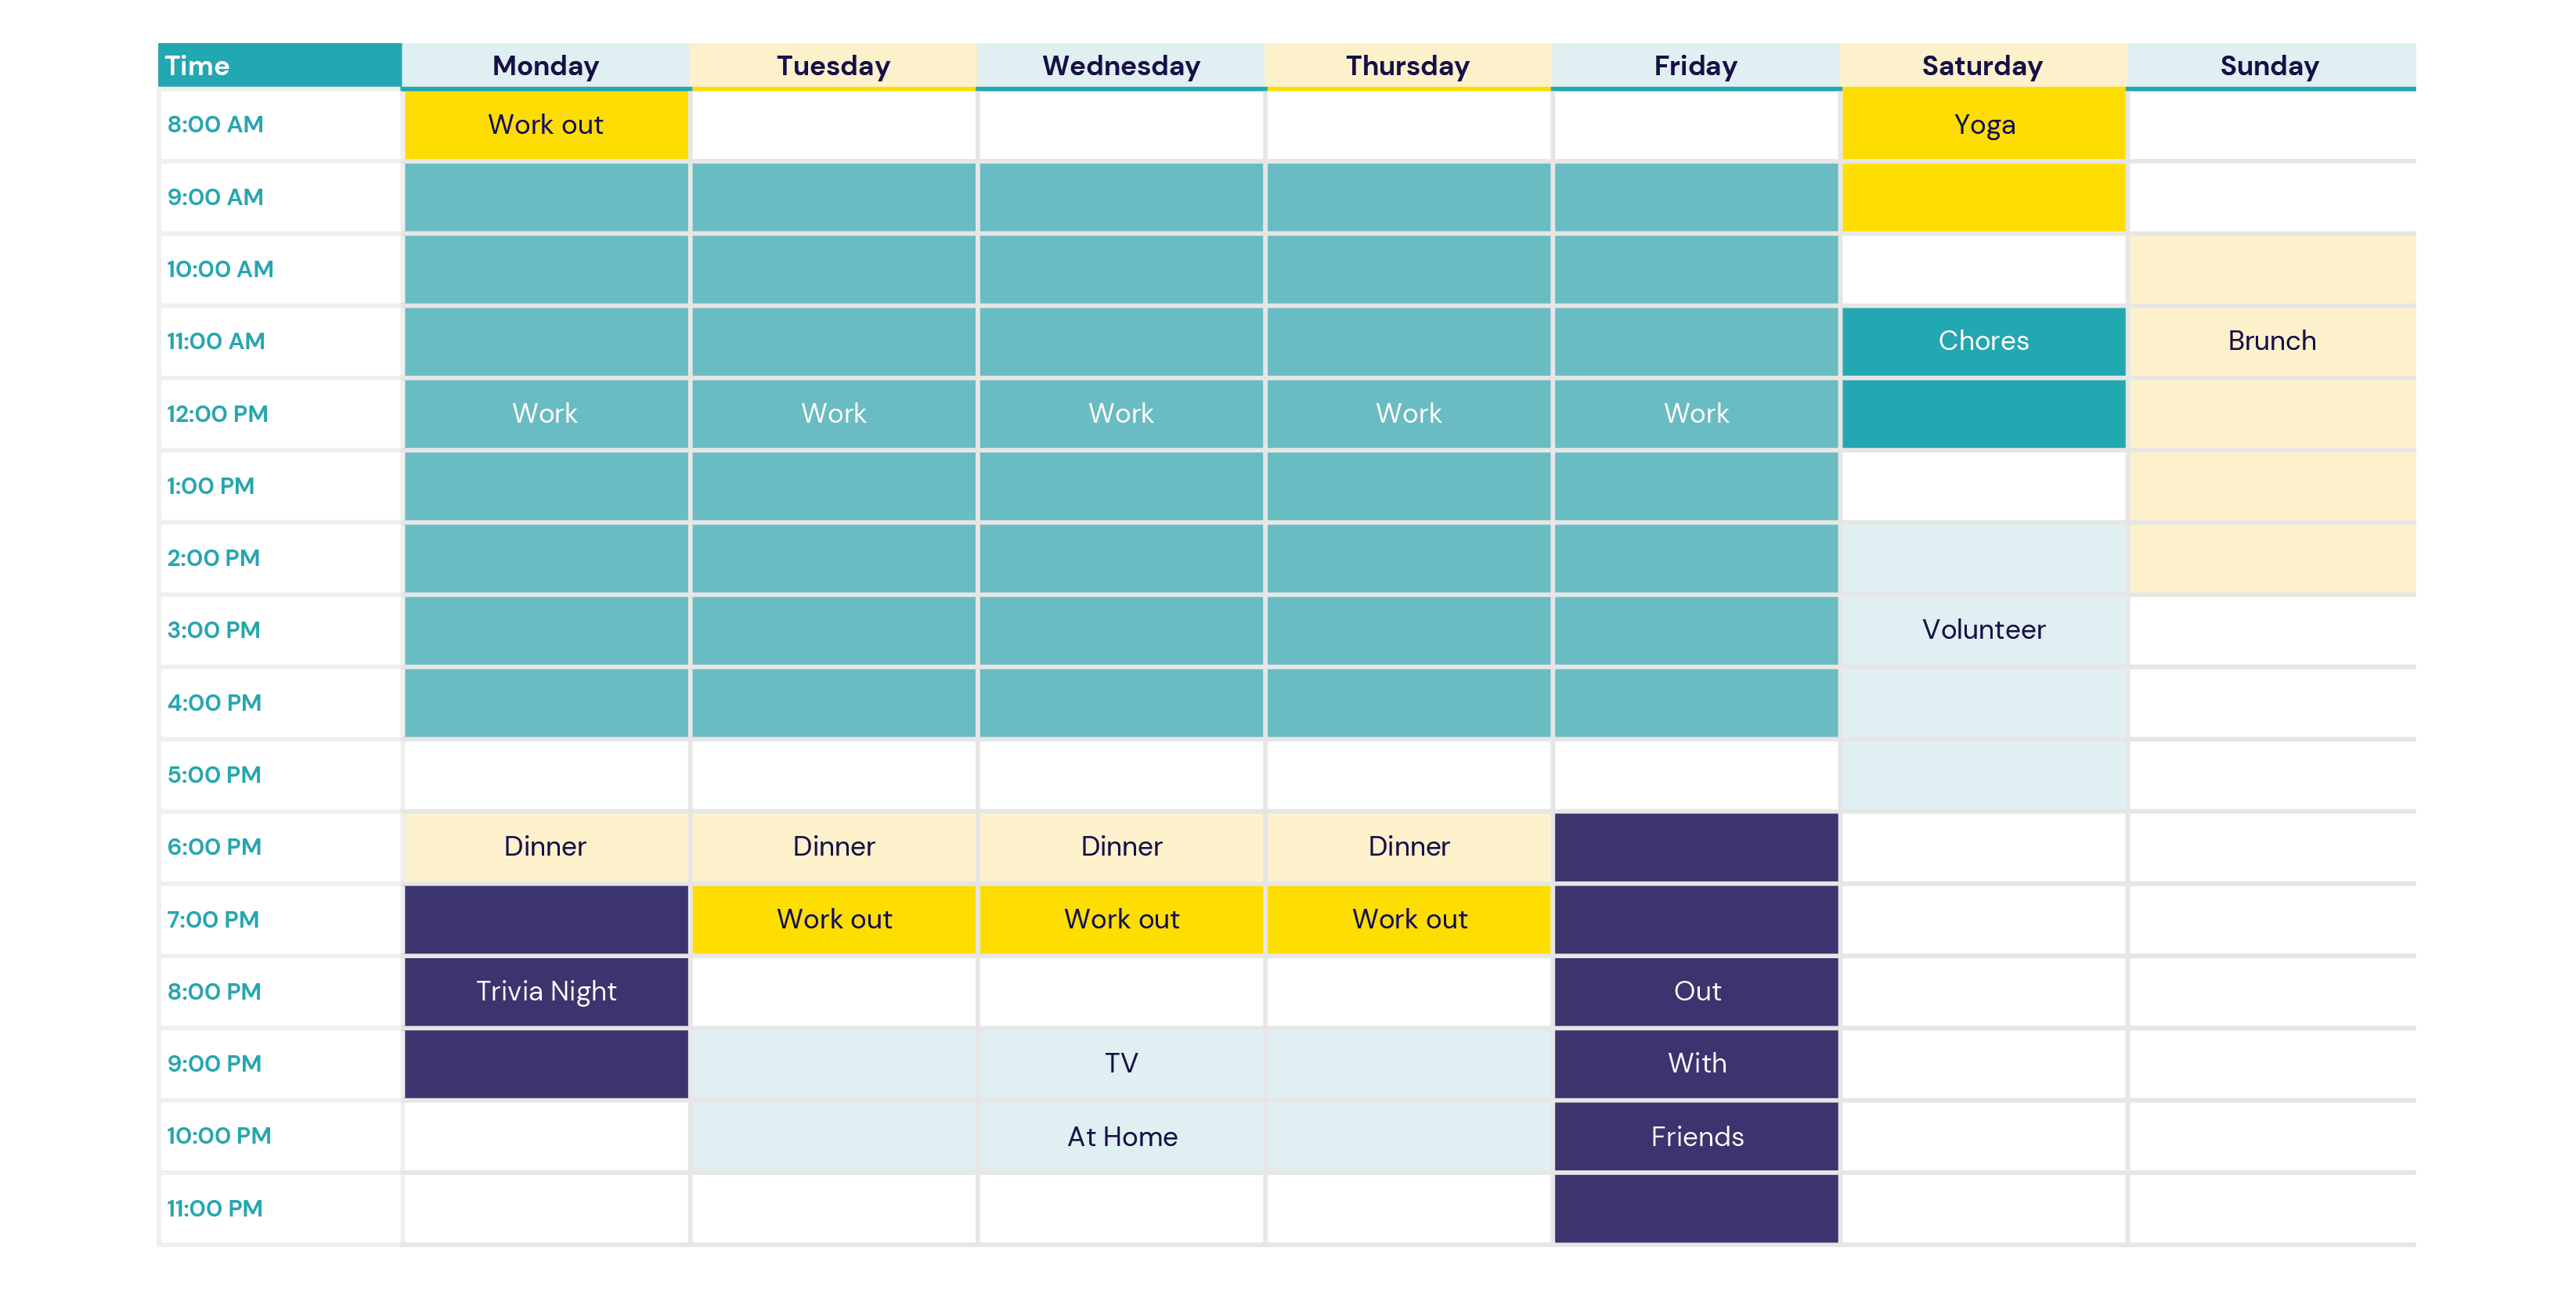 Time Monday Tuesday Wednesday Thursday Friday Saturday Sunday
8:00 AM Work out Yoga
9:00 AM
10:00 AM
11:00 AM Chores Brunch
12:00 PM Work Work Work Work Work
1:00 PM
2:00 PM
3:00 PM Volunteer
4:00 PM
5:00 PM
6:00 PM Dinner Dinner Dinner Dinner
7:00 PM Work out Work out Work out
8:00 PM Trivia Night Out
9:00 PM TV With
10:00 PM At Home Friends
11:00 PM